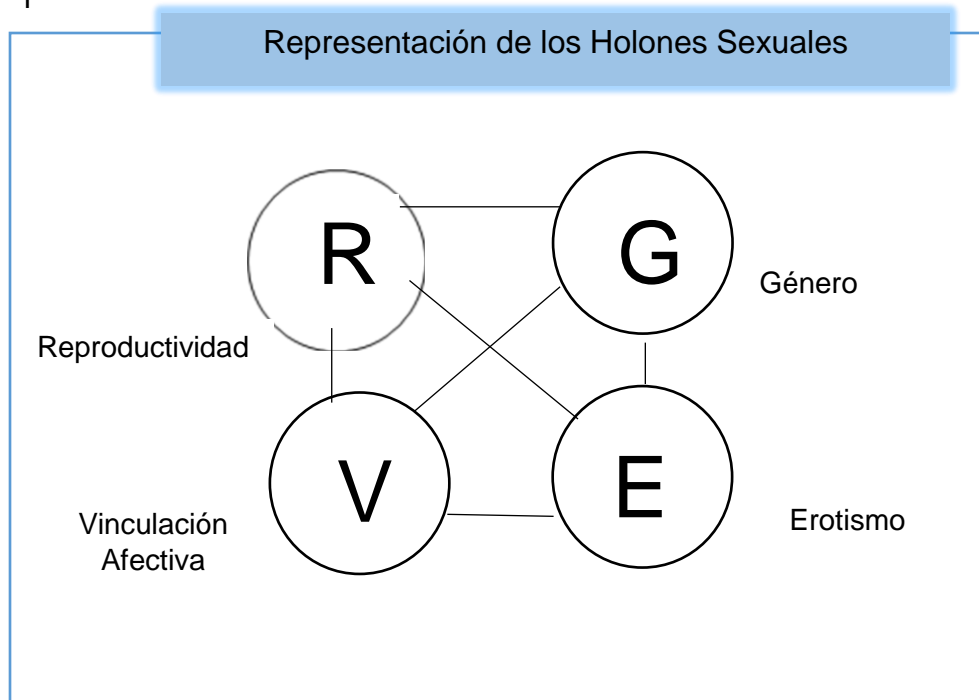 Representación de los Holones Sexuales
R
G
Género
Reproductividad
V
E
Vinculación
Afectiva
Erotismo